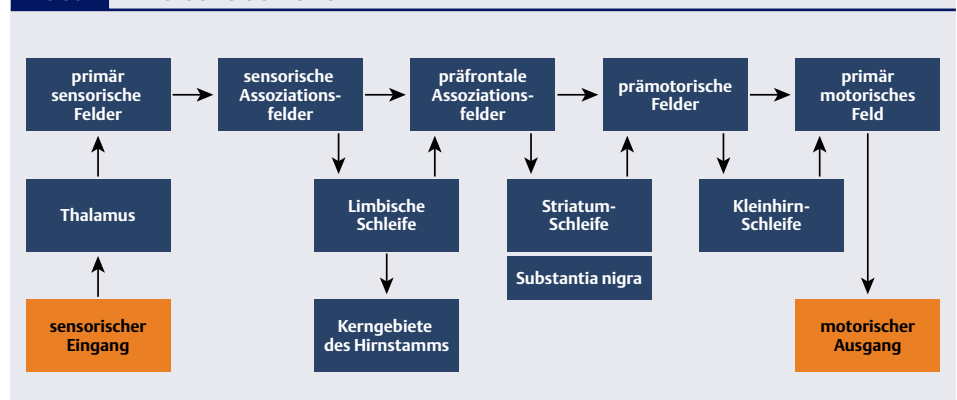 primär
sensorische
Felder
sensorische
Assoziations-
felder
präfrontale
Assoziations-
felder
prämotorische
Felder
primär
motorisches
Feld
Thalamus
Limbische
Schleife
Striatum-
Schleife
Kleinhirn-
Schleife
Substantia nigra
sensorischer
Eingang
Kerngebiete
des Hirnstamms
motorischer
Ausgang